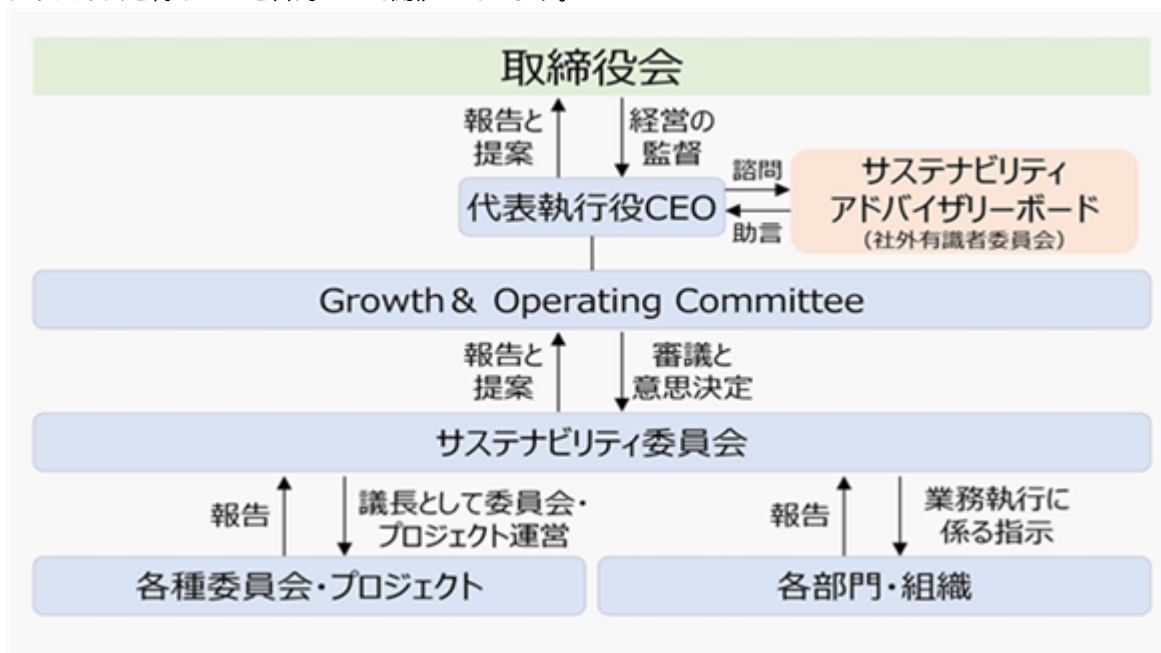 取締役会
報告と
提案
経営の
監督
諮問
サステナビリティ
アドバイザリーボード
(社外有識者委員会)
代表執行役CEO
助言
Growth & Operating Committee
報告と
提案
審議と
意思決定
サステナビリティ委員会
報告
議長として委員会・
プロジェクト運営
報告
業務執行に
係る指示
各種委員会・プロジェクト
各部門・組織